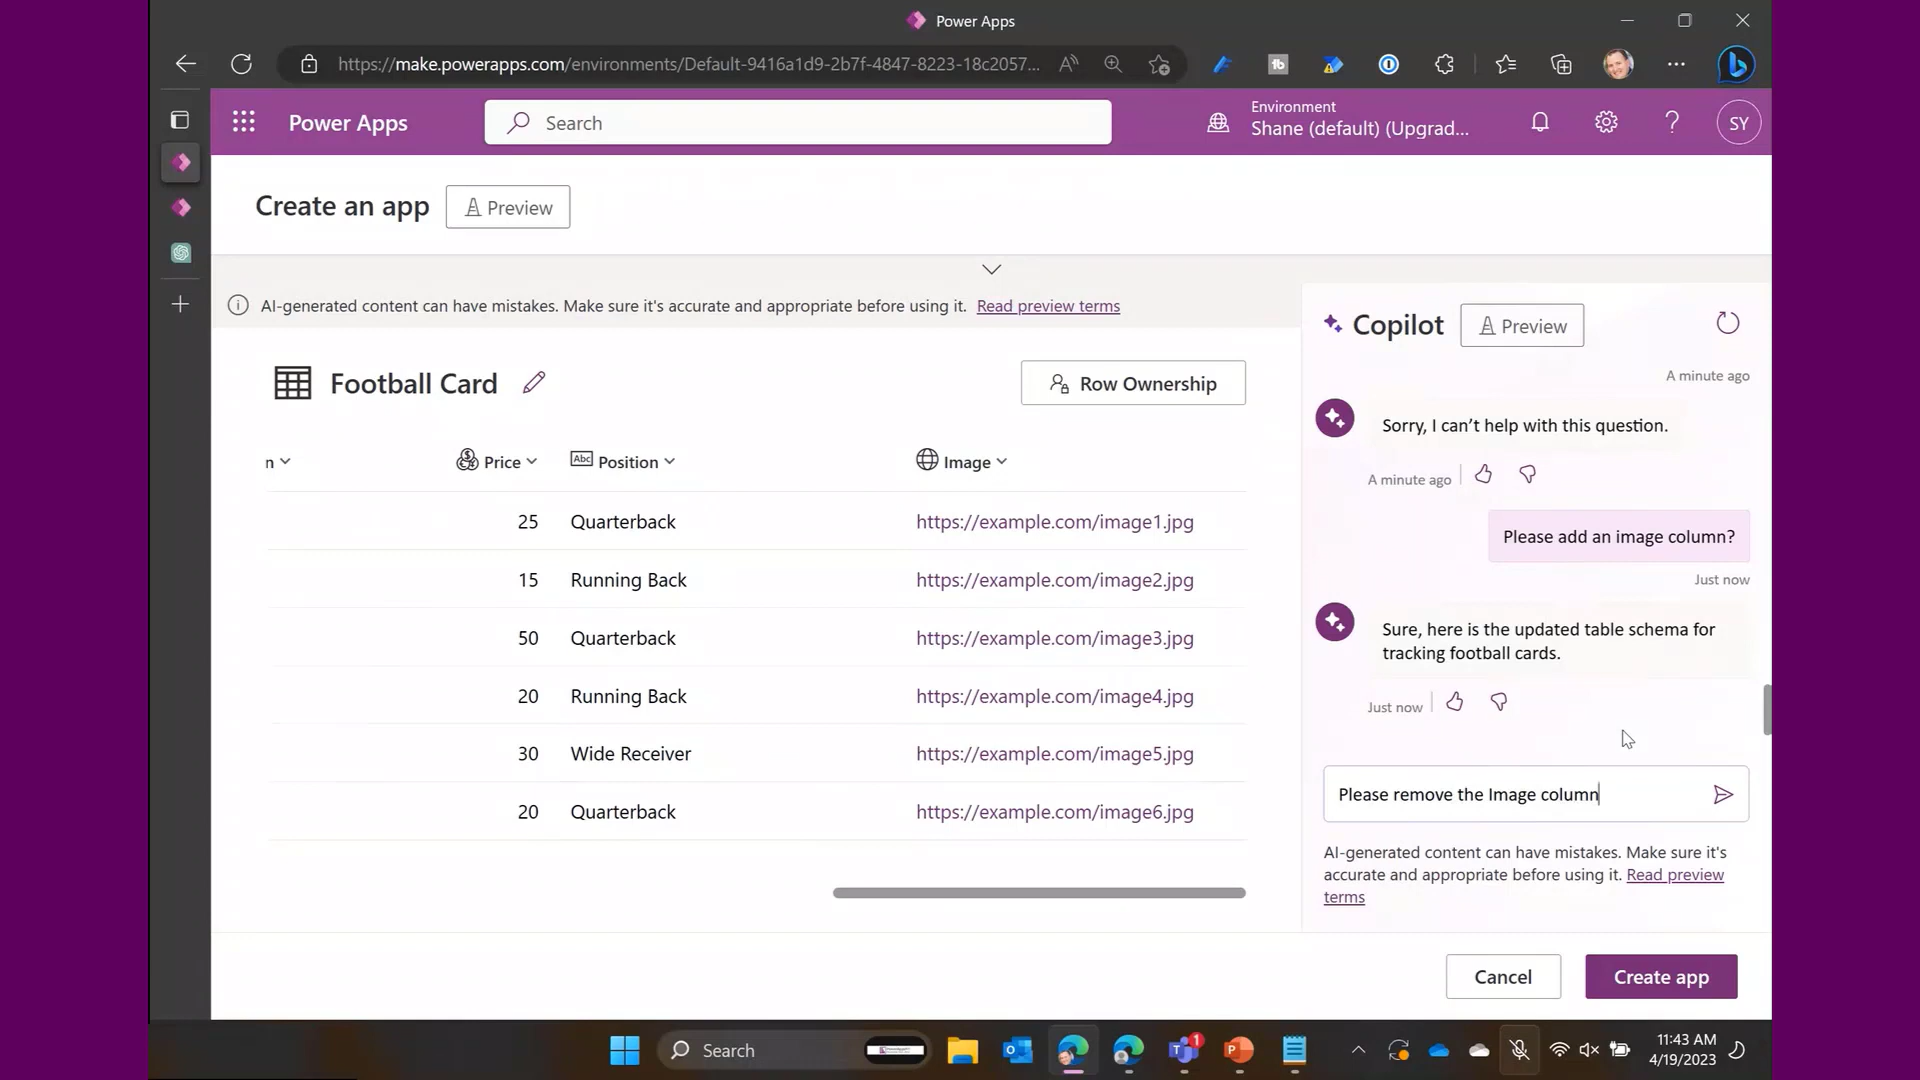 Power Apps
https://make.powerapps.com/environments/Default-9416a1d9-2b7f-4847-8223-18c2057...
Power Apps
Search
Environment
Shane (default) (Upgrad...
SY
Create an app
Preview
AI-generated content can have mistakes. Make sure it's accurate and appropriate before using it. Read preview terms
Football Card
Row Ownership
n
Price
Abc
Position
Image
25 Quarterback https://example.com/image1.jpg
15 Running Back https://example.com/image2.jpg
50 Quarterback https://example.com/image3.jpg
20 Running Back https://example.com/image4.jpg
30 Wide Receiver https://example.com/image5.jpg
20 Quarterback https://example.com/image6.jpg
Copilot
Preview
A minute ago
Sorry, I can't help with this question.
A minute ago
Please add an image column?
Just now
Sure, here is the updated table schema for
tracking football cards.
Just now
Please remove the Image column
AI-generated content can have mistakes. Make sure it's
accurate and appropriate before using it. Read preview
terms
Cancel
Create app
Search
11:43 AM
4/19/2023